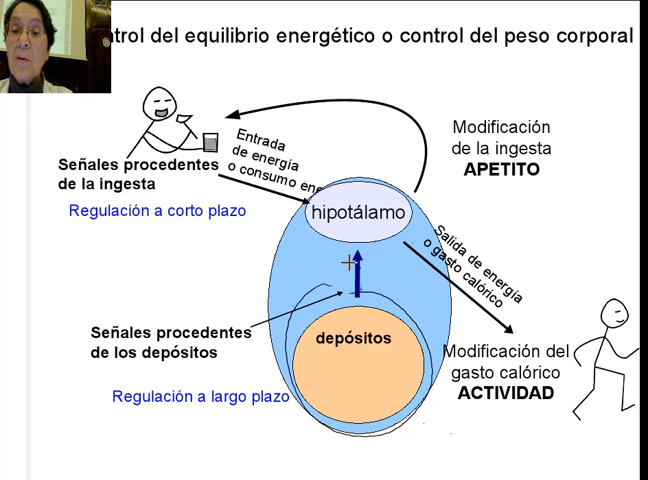 ntrol del equilibrio energético o control del peso corporal
Entrada
de energía
o consumo ene
Modificación
de la ingesta
APETITO
Señales procedentes
de la ingesta
Regulación a corto plazo
hipotálamo
Salida de energía
o gasto calórico
Señales procedentes
de los depósitos
depósitos
Modificación del
gasto calórico
ACTIVIDAD
Regulación a largo plazo